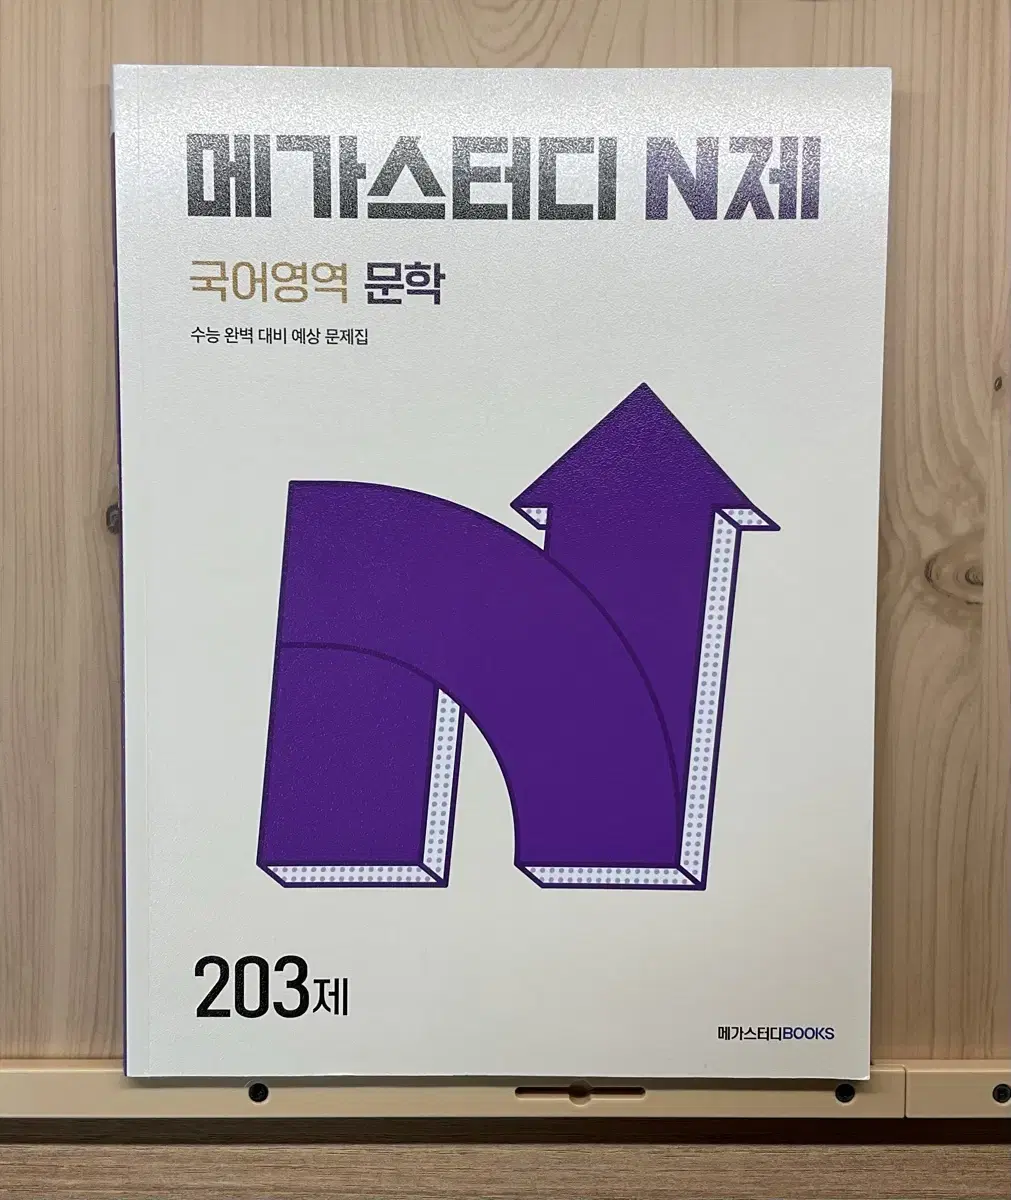 메가스터디 N제
국어영역 문학
수능 완벽 대비 예상 문제집
203제
메가스터디BOOKS